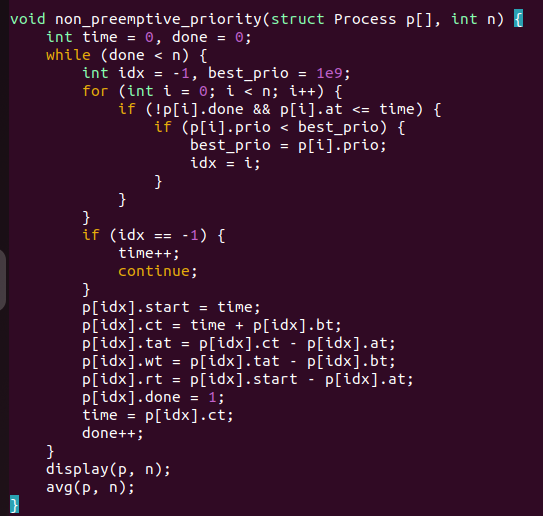 void non_preemptive_priority(struct Process p[], int n) {
    int time = 0, done = 0;
    while (done < n) {
        int idx = -1, best_prio = 1e9;
        for (int i = 0; i < n; i++) {
            if (!p[i].done && p[i].at <= time) {
                if (p[i].prio < best_prio) {
                    best_prio = p[i].prio;
                    idx = i;
                }
            }
        }
        if (idx == -1) {
            time++;
            continue;
        }
        p[idx].start = time;
        p[idx].ct = time + p[idx].bt;
        p[idx].tat = p[idx].ct - p[idx].at;
        p[idx].wt = p[idx].tat - p[idx].bt;
        p[idx].rt = p[idx].start - p[idx].at;
        p[idx].done = 1;
        time = p[idx].ct;
        done++;
    }
    display(p, n);
    avg(p, n);
}